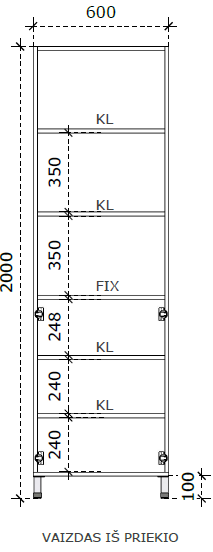 600
KL
350
KL
350
2000
FIX
248
KL
240
KL
240
100
VAIZDAS IŠ PRIEKIO